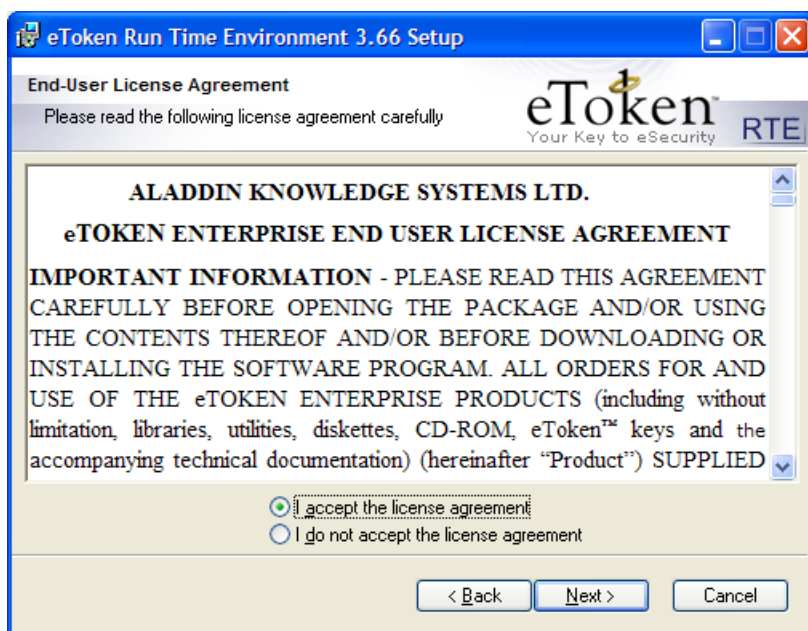 eToken Run Time Environment 3.66 Setup
End-User License Agreement
Please read the following license agreement carefully
eToken™
Your Key to eSecurity
RTE
ALADDIN KNOWLEDGE SYSTEMS LTD.
eTOKEN ENTERPRISE END USER LICENSE AGREEMENT
IMPORTANT INFORMATION - PLEASE READ THIS AGREEMENT
CAREFULLY BEFORE OPENING THE PACKAGE AND/OR USING
THE CONTENTS THEREOF AND/OR BEFORE DOWNLOADING OR
INSTALLING THE SOFTWARE PROGRAM. ALL ORDERS FOR AND
USE OF THE eTOKEN ENTERPRISE PRODUCTS (including without
limitation, libraries, utilities, diskettes, CD-ROM, eToken™ keys and the
accompanying technical documentation) (hereinafter “Product”) SUPPLIED
I accept the license agreement
I do not accept the license agreement
< Back
Next >
Cancel